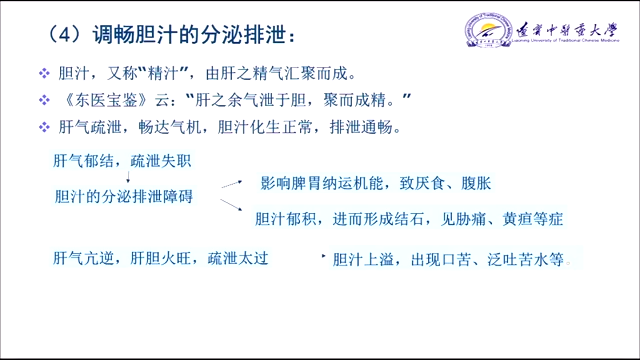 （4）调畅胆汁的分泌排泄：
辽宁中医药大学
Liaoning University of Traditional Chinese Medicine
胆汁，又称“精汁”，由肝之精气汇聚而成。
《东医宝鉴》云：“肝之余气泄于胆，聚而成精。”
肝气疏泄，畅达气机，胆汁化生正常，排泄通畅。
肝气郁结，疏泄失职
胆汁的分泌排泄障碍
影响脾胃纳运机能，致厌食、腹胀
胆汁郁积，进而形成结石，见胁痛、黄疸等症
肝气亢逆，肝胆火旺，疏泄太过
胆汁上溢，出现口苦、泛吐苦水等。